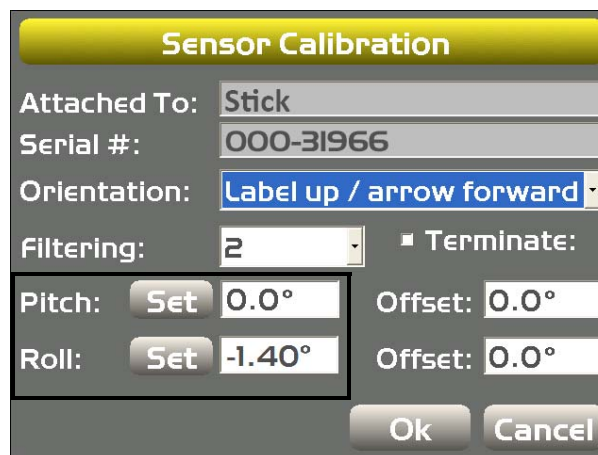 Sensor Calibration
Attached To: Stick
Serial #: 000-31966
Orientation: Label up / arrow forward
Filtering: 2 Terminate:
Pitch: Set 0.0° Offset: 0.0°
Roll: Set -1.40° Offset: 0.0°
Ok Cancel